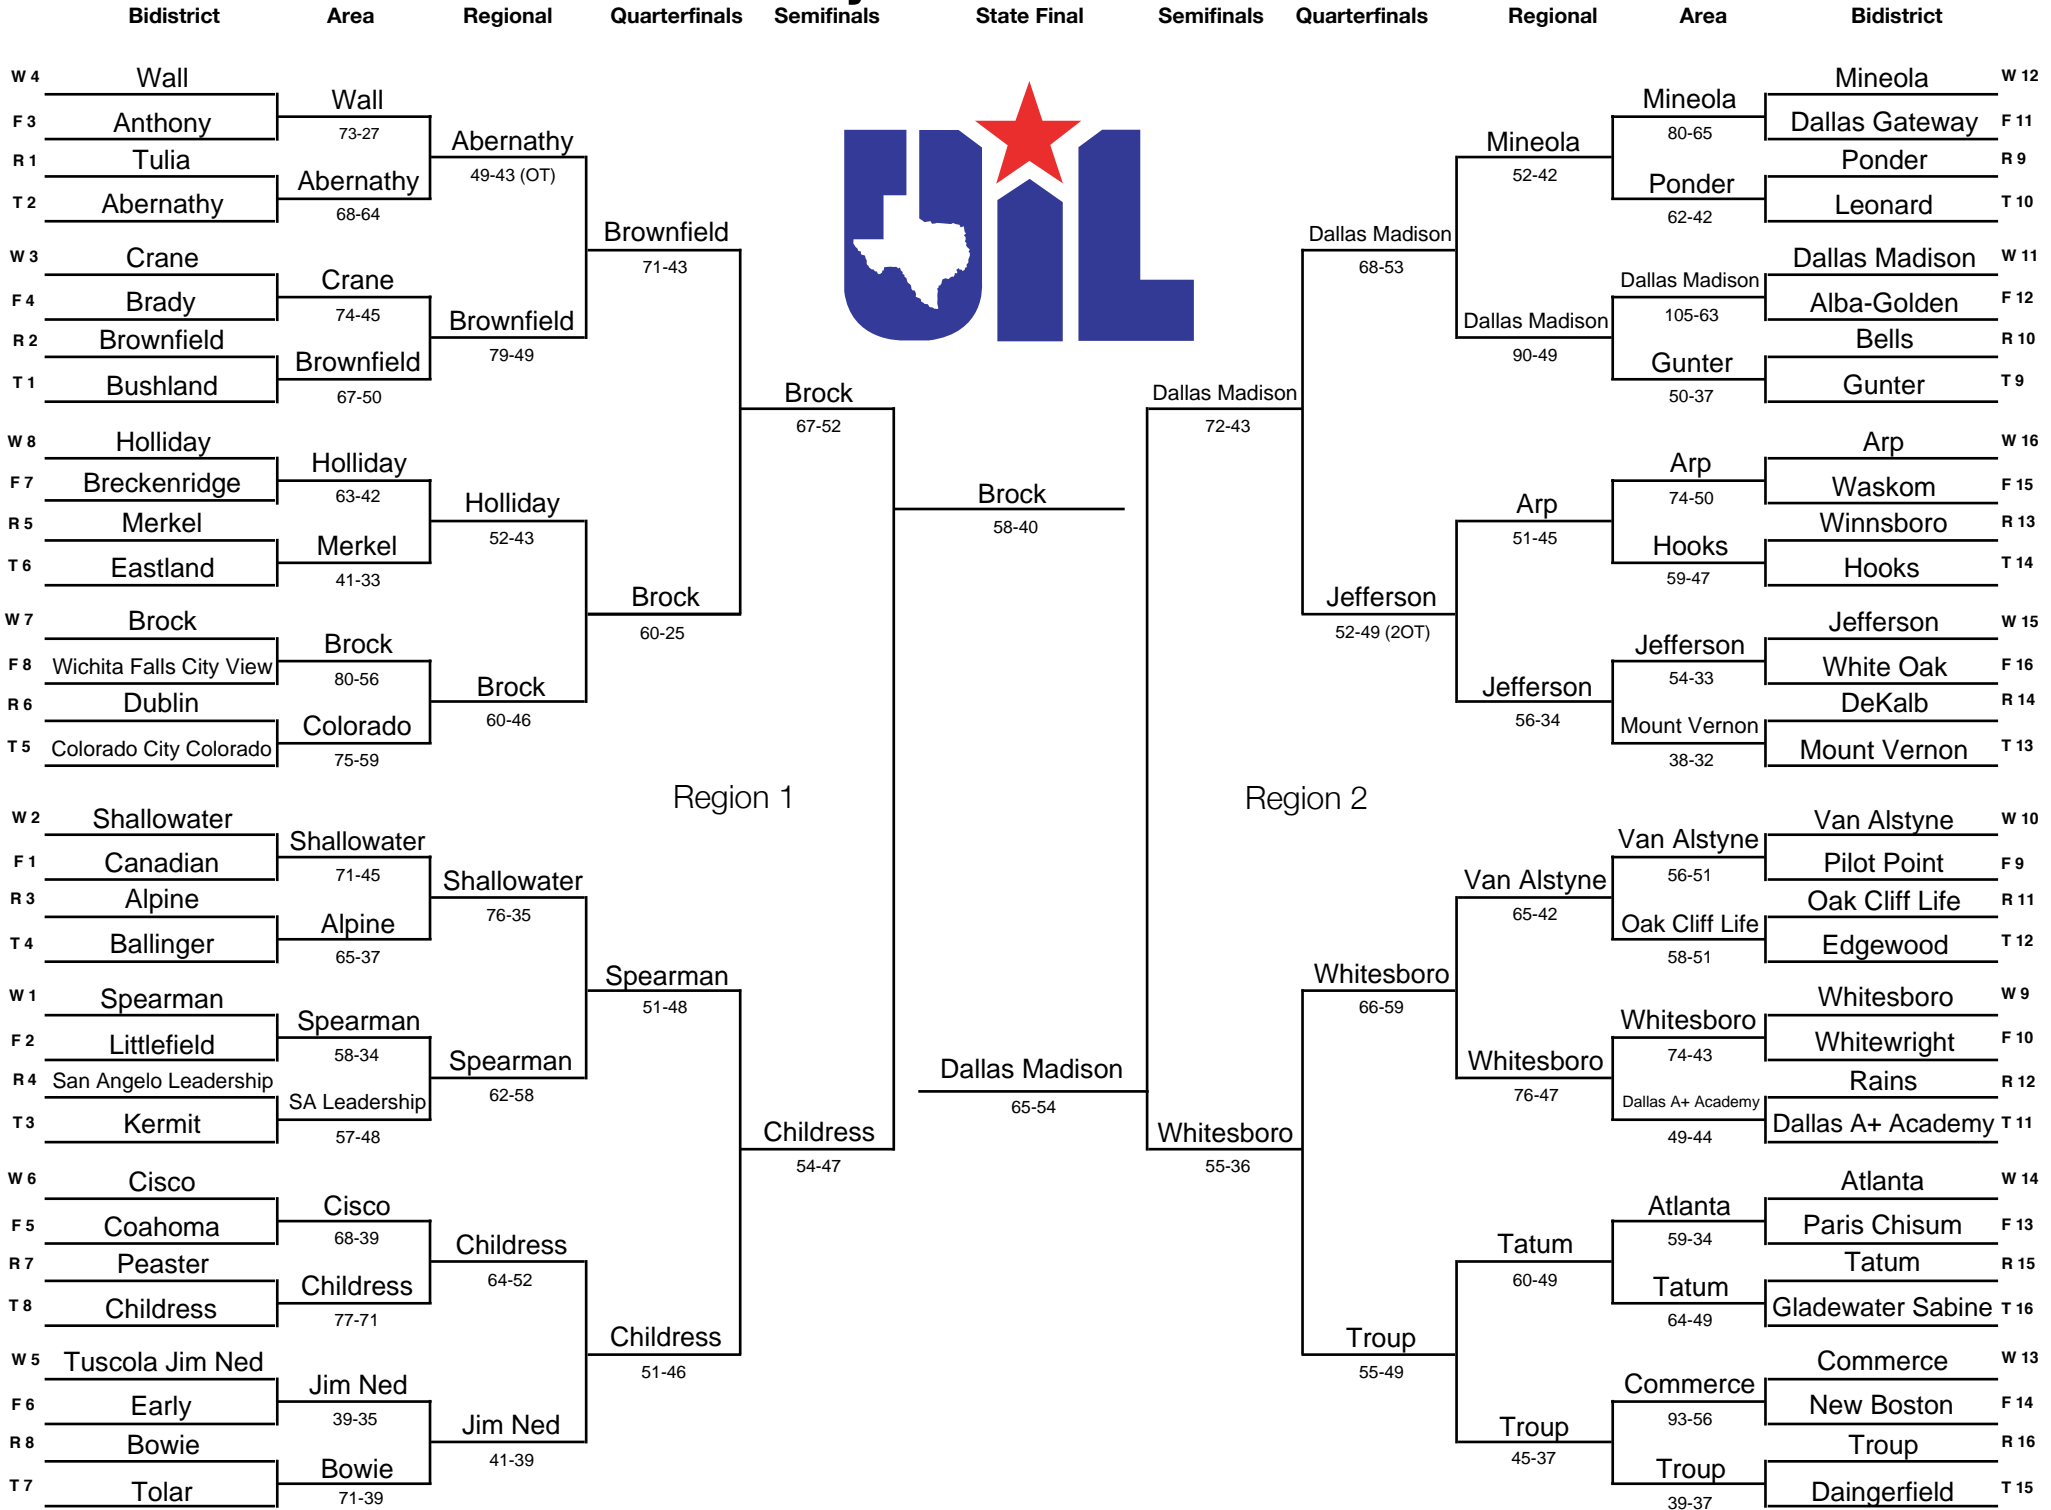 Bidistrict Area Regional Quarterfinals Semifinals State Final Semifinals Quarterfinals Regional Area Bidistrict
W 4 Wall
F 3 Anthony
R 1 Tulia
T 2 Abernathy
W 3 Crane
F 4 Brady
R 2 Brownfield
T 1 Bushland
W 8 Holliday
F 7 Breckenridge
R 5 Merkel
T 6 Eastland
W 7 Brock
F 8 Wichita Falls City View
R 6 Dublin
T 5 Colorado City Colorado
W 2 Shallowater
F 1 Canadian
R 3 Alpine
T 4 Ballinger
W 1 Spearman
F 2 Littlefield
R 4 San Angelo Leadership
T 3 Kermit
W 6 Cisco
F 5 Coahoma
R 7 Peaster
T 8 Childress
W 5 Tuscola Jim Ned
F 6 Early
R 8 Bowie
T 7 Tolar
Wall
73-27
Abernathy
68-64
Crane
74-45
Brownfield
67-50
Holliday
63-42
Merkel
41-33
Brock
80-56
Colorado
75-59
Shallowater
71-45
Alpine
65-37
Spearman
58-34
SA Leadership
57-48
Cisco
68-39
Childress
77-71
Jim Ned
39-35
Bowie
71-39
Abernathy
49-43 (OT)
Brownfield
79-49
Holliday
52-43
Brock
60-46
Shallowater
76-35
Spearman
62-58
Childress
64-52
Jim Ned
41-39
Brownfield
71-43
Brock
60-25
Spearman
51-48
Childress
51-46
Brock
67-52
Childress
54-47
Region 1
UIL
Brock
58-40
Dallas Madison
65-54
Region 2
Dallas Madison
72-43
Whitesboro
55-36
Dallas Madison
68-53
Jefferson
52-49 (2OT)
Whitesboro
66-59
Troup
55-49
Mineola
52-42
Dallas Madison
90-49
Arp
51-45
Jefferson
56-34
Van Alstyne
65-42
Whitesboro
76-47
Tatum
60-49
Troup
45-37
Mineola
80-65
Ponder
62-42
Dallas Madison
105-63
Gunter
50-37
Arp
74-50
Hooks
59-47
Jefferson
54-33
Mount Vernon
38-32
Van Alstyne
56-51
Oak Cliff Life
58-51
Whitesboro
74-43
Dallas A+ Academy
49-44
Atlanta
59-34
Tatum
64-49
Commerce
93-56
Troup
39-37
Mineola W 12
Dallas Gateway F 11
Ponder R 9
Leonard T 10
Dallas Madison W 11
Alba-Golden F 12
Bells R 10
Gunter T 9
Arp W 16
Waskom F 15
Winnsboro R 13
Hooks T 14
Jefferson W 15
White Oak F 16
DeKalb R 14
Mount Vernon T 13
Van Alstyne W 10
Pilot Point F 9
Oak Cliff Life R 11
Edgewood T 12
Whitesboro W 9
Whitewright F 10
Rains R 12
Dallas A+ Academy T 11
Atlanta W 14
Paris Chisum F 13
Tatum R 15
Gladewater Sabine T 16
Commerce W 13
New Boston F 14
Troup R 16
Daingerfield T 15